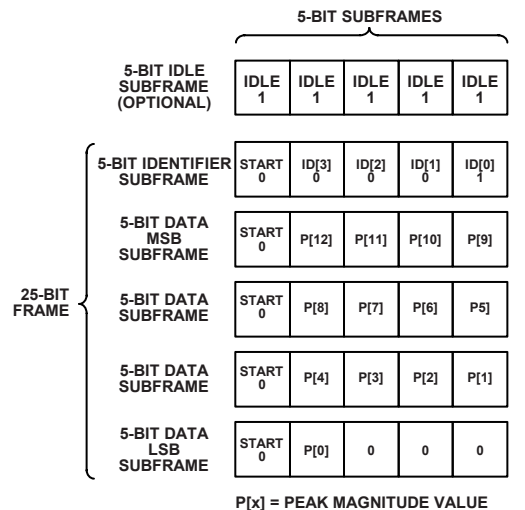 5-BIT SUBFRAMES
5-BIT IDLE
SUBFRAME
(OPTIONAL)
IDLE
1
IDLE
1
IDLE
1
IDLE
1
IDLE
1
25-BIT
FRAME
5-BIT IDENTIFIER
SUBFRAME
START
0
ID[3]
0
ID[2]
0
ID[1]
0
ID[0]
1
5-BIT DATA
MSB
SUBFRAME
START
0
P[12]
P[11]
P[10]
P[9]
5-BIT DATA
SUBFRAME
START
0
P[8]
P[7]
P[6]
P5]
5-BIT DATA
SUBFRAME
START
0
P[4]
P[3]
P[2]
P[1]
5-BIT DATA
LSB
SUBFRAME
START
0
P[0]
0
0
0
P[x] = PEAK MAGNITUDE VALUE